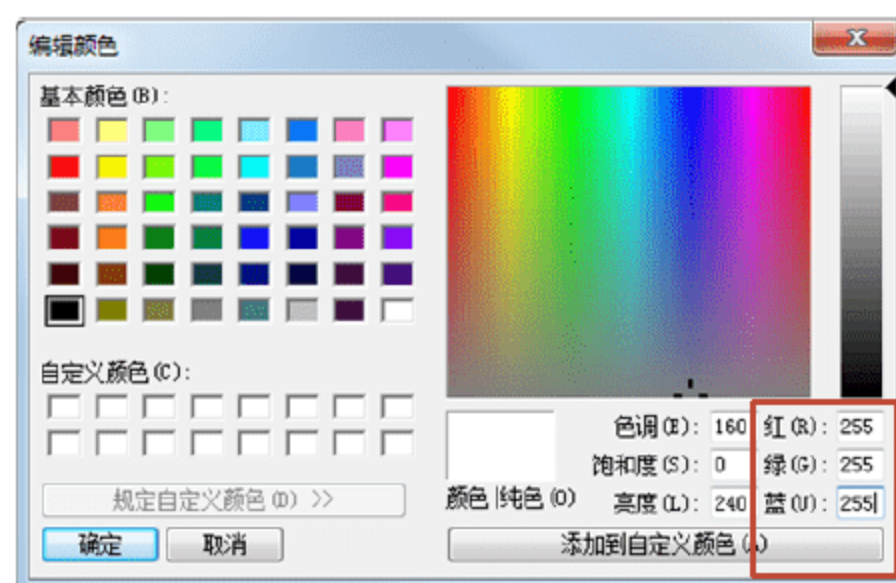 编辑颜色
基本颜色(B):
自定义颜色(C):
规定自定义颜色(D) >>
确定 取消
色调(E): 160 红(R): 255
饱和度(S): 0 绿(G): 255
颜色|纯色(O) 亮度(L): 240 蓝(U): 255
添加到自定义颜色(A)